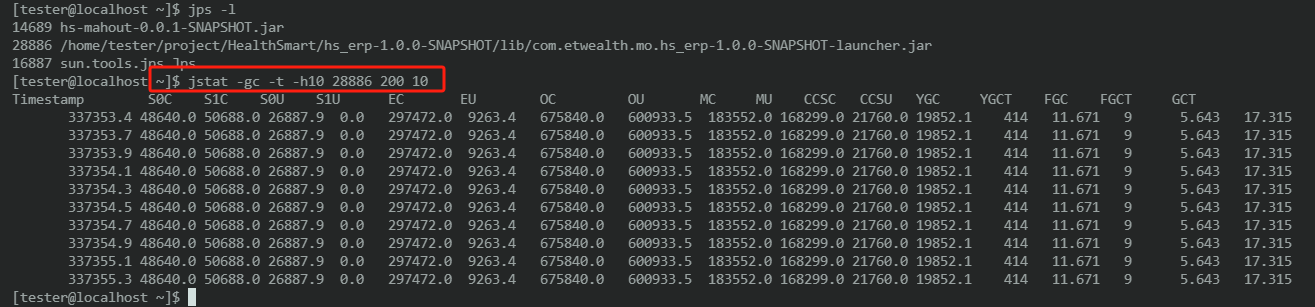 [tester@localhost ~]$ jps -l
14689 hs-mahout-0.0.1-SNAPSHOT.jar
28886 /home/tester/project/HealthSmart/hs_erp-1.0.0-SNAPSHOT/lib/com.etwealth.mo.hs_erp-1.0.0-SNAPSHOT-launcher.jar
16887 sun.tools.jps.Jps
[tester@localhost ~]$ jstat -gc -t -h10 28886 200 10
Timestamp S0C S1C S0U S1U EC EU OC OU MC MU CCSC CCSU YGC YGCT FGC FGCT GCT
337353.4 48640.0 50688.0 26887.9 0.0 297472.0 9263.4 675840.0 600933.5 183552.0 168299.0 21760.0 19852.1 414 11.671 9 5.643 17.315
337353.7 48640.0 50688.0 26887.9 0.0 297472.0 9263.4 675840.0 600933.5 183552.0 168299.0 21760.0 19852.1 414 11.671 9 5.643 17.315
337353.9 48640.0 50688.0 26887.9 0.0 297472.0 9263.4 675840.0 600933.5 183552.0 168299.0 21760.0 19852.1 414 11.671 9 5.643 17.315
337354.1 48640.0 50688.0 26887.9 0.0 297472.0 9263.4 675840.0 600933.5 183552.0 168299.0 21760.0 19852.1 414 11.671 9 5.643 17.315
337354.3 48640.0 50688.0 26887.9 0.0 297472.0 9263.4 675840.0 600933.5 183552.0 168299.0 21760.0 19852.1 414 11.671 9 5.643 17.315
337354.5 48640.0 50688.0 26887.9 0.0 297472.0 9263.4 675840.0 600933.5 183552.0 168299.0 21760.0 19852.1 414 11.671 9 5.643 17.315
337354.7 48640.0 50688.0 26887.9 0.0 297472.0 9263.4 675840.0 600933.5 183552.0 168299.0 21760.0 19852.1 414 11.671 9 5.643 17.315
337354.9 48640.0 50688.0 26887.9 0.0 297472.0 9263.4 675840.0 600933.5 183552.0 168299.0 21760.0 19852.1 414 11.671 9 5.643 17.315
337355.1 48640.0 50688.0 26887.9 0.0 297472.0 9263.4 675840.0 600933.5 183552.0 168299.0 21760.0 19852.1 414 11.671 9 5.643 17.315
337355.3 48640.0 50688.0 26887.9 0.0 297472.0 9263.4 675840.0 600933.5 183552.0 168299.0 21760.0 19852.1 414 11.671 9 5.643 17.315
[tester@localhost ~]$